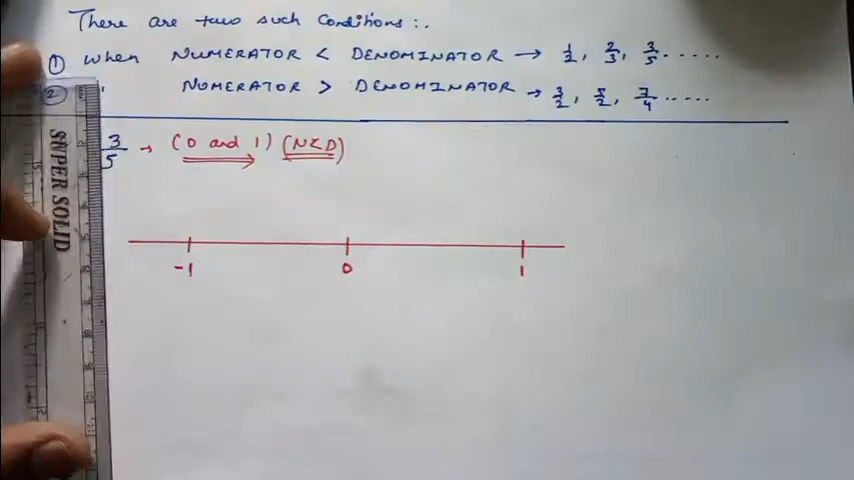 There are two such conditions :.
① When NUMERATOR < DENOMINATOR → 1/2, 2/3, 3/5.....
② " NUMERATOR > DENOMINATOR → 3/2, 5/2, 7/4.....
3/5 → (0 and 1) (N<D)
-1 0 1
SUPER SOLID